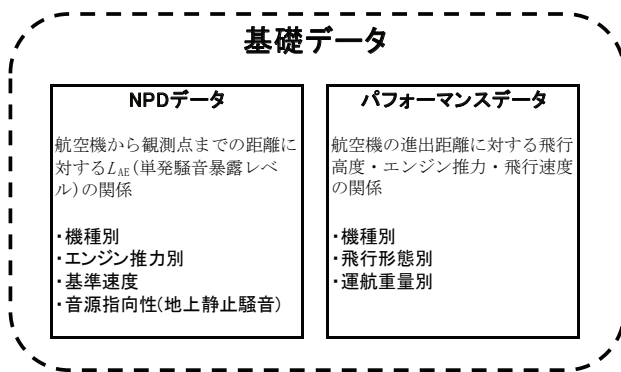 基礎データ
NPDデータ
航空機から観測点までの距離に
対するLAE(単発騒音暴露レベ
ル)の関係
・機種別
・エンジン推力別
・基準速度
・音源指向性(地上静止騒音)
パフォーマンスデータ
航空機の進出距離に対する飛行
高度・エンジン推力・飛行速度
の関係
・機種別
・飛行形態別
・運航重量別